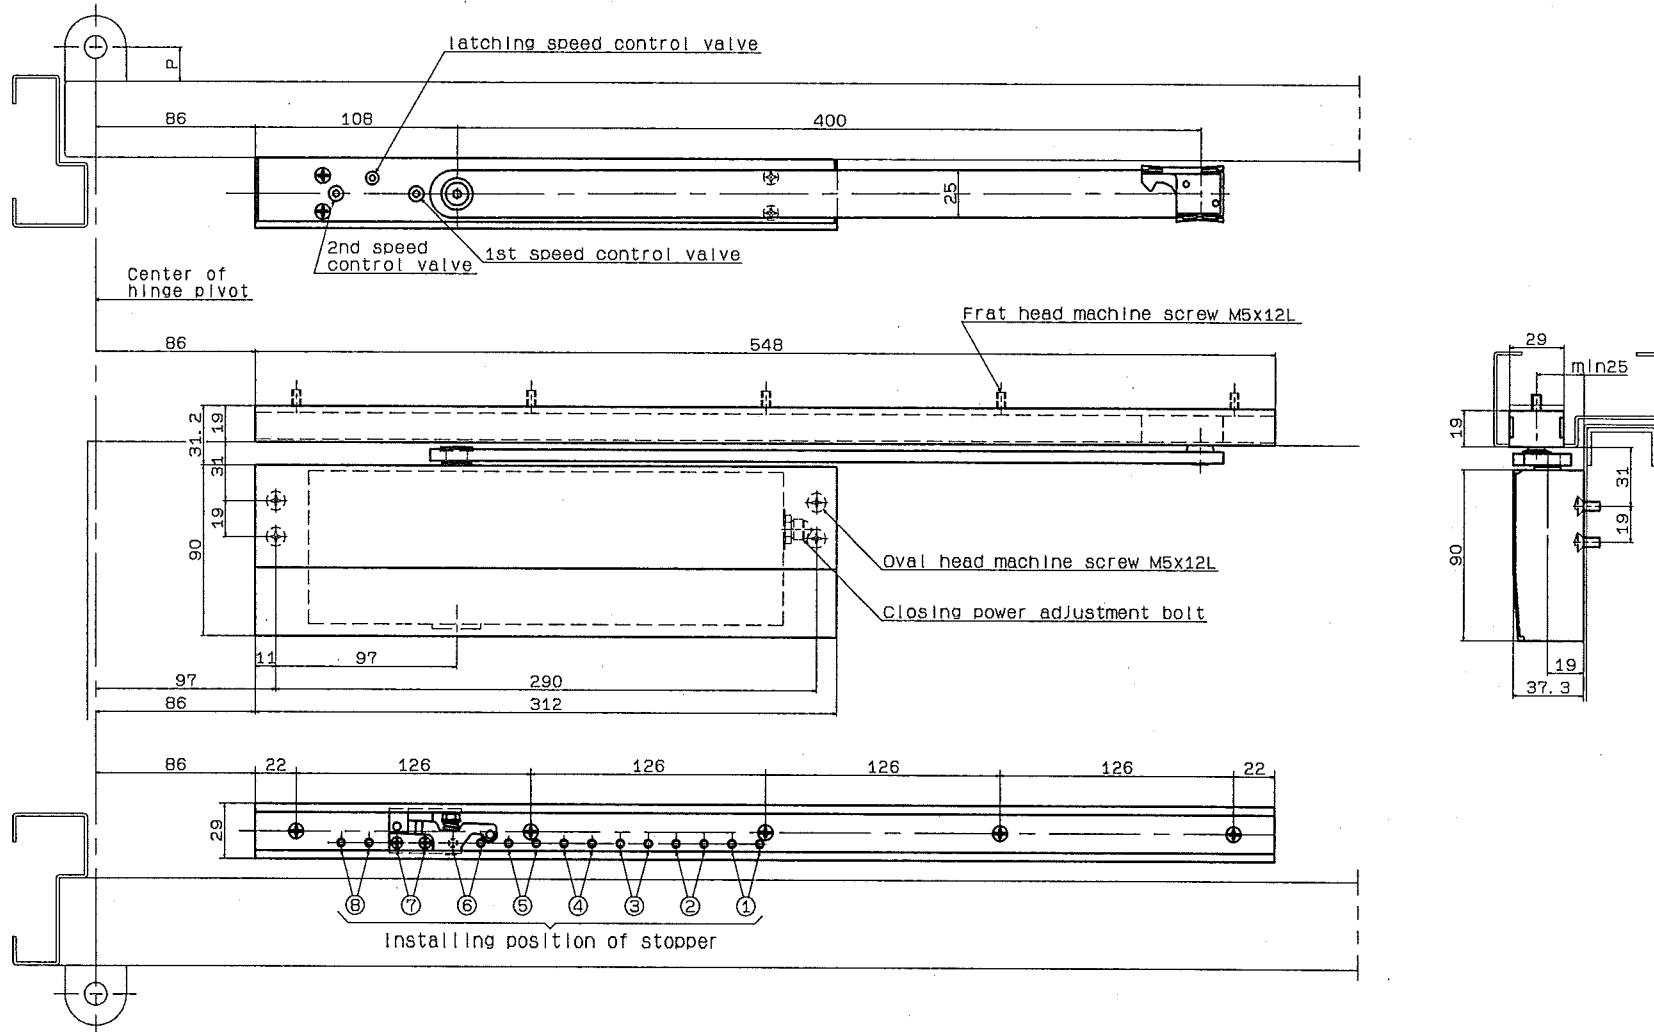 latching speed control valve
P
86
108
400
25
2nd speed
control valve
1st speed control valve
Center of
hinge pivot
Frat head machine screw M5x12L
86
548
29
min25
31.2
19
19
31
31
19
19
90
90
Oval head machine screw M5x12L
Closing power adjustment bolt
11
97
19
97
290
37.3
86
312
86
22
126
126
126
126
22
29
⑧ ⑦ ⑥ ⑤ ④ ③ ② ①
Installing position of stopper